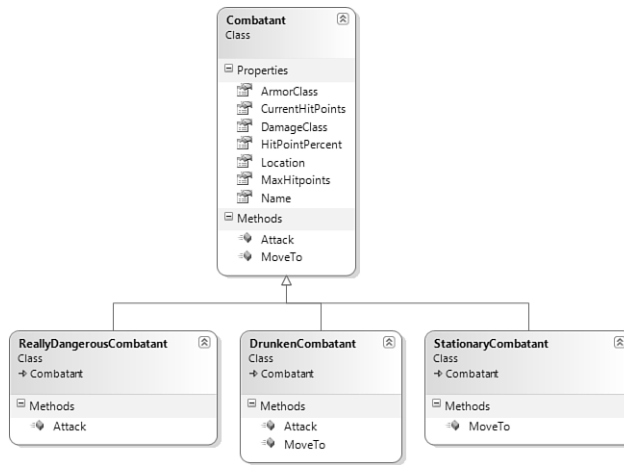 Combatant
Class
Properties
ArmorClass
CurrentHitPoints
DamageClass
HitPointPercent
Location
MaxHitpoints
Name
Methods
Attack
MoveTo
ReallyDangerousCombatant
Class
Combatant
Methods
Attack
DrunkenCombatant
Class
Combatant
Methods
Attack
MoveTo
StationaryCombatant
Class
Combatant
Methods
MoveTo